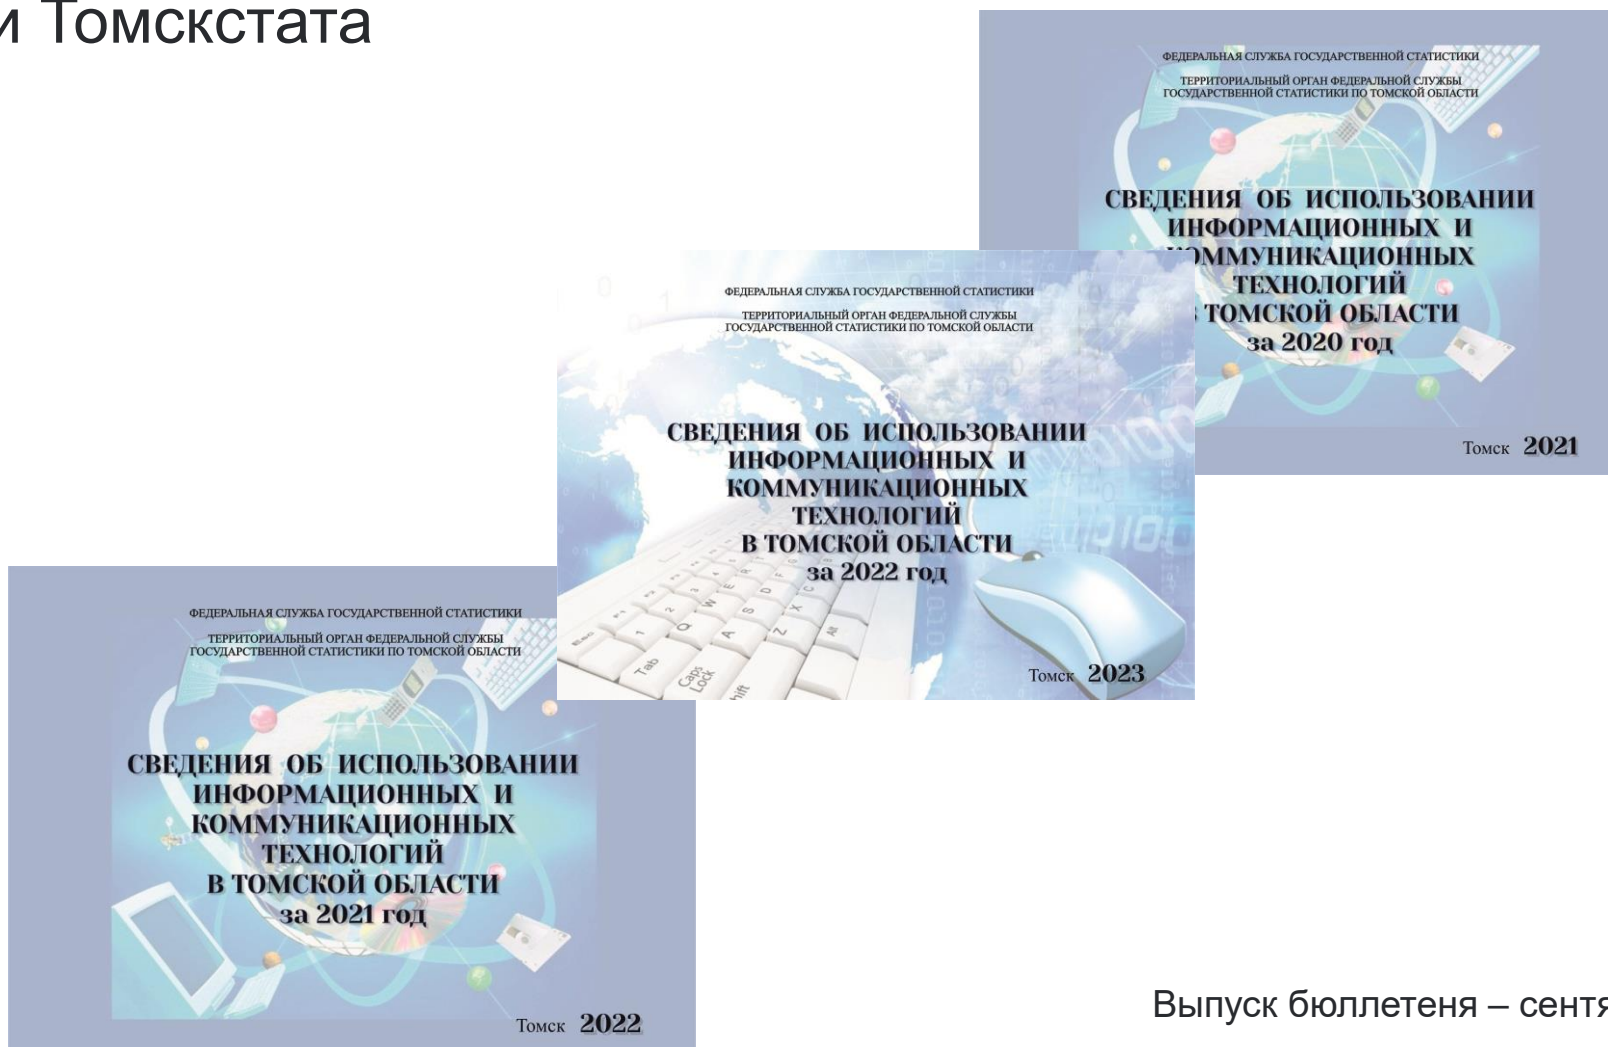 и Томскстата
ФЕДЕРАЛЬНАЯ СЛУЖБА ГОСУДАРСТВЕННОЙ СТАТИСТИКИ
ТЕРРИТОРИАЛЬНЫЙ ОРГАН ФЕДЕРАЛЬНОЙ СЛУЖБЫ
ГОСУДАРСТВЕННОЙ СТАТИСТИКИ ПО ТОМСКОЙ ОБЛАСТИ
СВЕДЕНИЯ ОБ ИСПОЛЬЗОВАНИИ
ИНФОРМАЦИОННЫХ И
ОММУНИКАЦИОННЫХ
ТЕХНОЛОГИЙ
ТОМСКОЙ ОБЛАСТИ
за 2020 год
Томск 2021
ФЕДЕРАЛЬНАЯ СЛУЖБА ГОСУДАРСТВЕННОЙ СТАТИСТИКИ
ТЕРРИТОРИАЛЬНЫЙ ОРГАН ФЕДЕРАЛЬНОЙ СЛУЖБЫ
ГОСУДАРСТВЕННОЙ СТАТИСТИКИ ПО ТОМСКОЙ ОБЛАСТИ
СВЕДЕНИЯ ОБ ИСПОЛЬЗОВАНИИ
ИНФОРМАЦИОННЫХ И
КОММУНИКАЦИОННЫХ
ТЕХНОЛОГИЙ
В ТОМСКОЙ ОБЛАСТИ
за 2022 год
Томск 2023
ФЕДЕРАЛЬНАЯ СЛУЖБА ГОСУДАРСТВЕННОЙ СТАТИСТИКИ
ТЕРРИТОРИАЛЬНЫЙ ОРГАН ФЕДЕРАЛЬНОЙ СЛУЖБЫ
ГОСУДАРСТВЕННОЙ СТАТИСТИКИ ПО ТОМСКОЙ ОБЛАСТИ
СВЕДЕНИЯ ОБ ИСПОЛЬЗОВАНИИ
ИНФОРМАЦИОННЫХ И
КОММУНИКАЦИОННЫХ
ТЕХНОЛОГИЙ
В ТОМСКОЙ ОБЛАСТИ
за 2021 год
Томск 2022
Выпуск бюллетеня – сентя